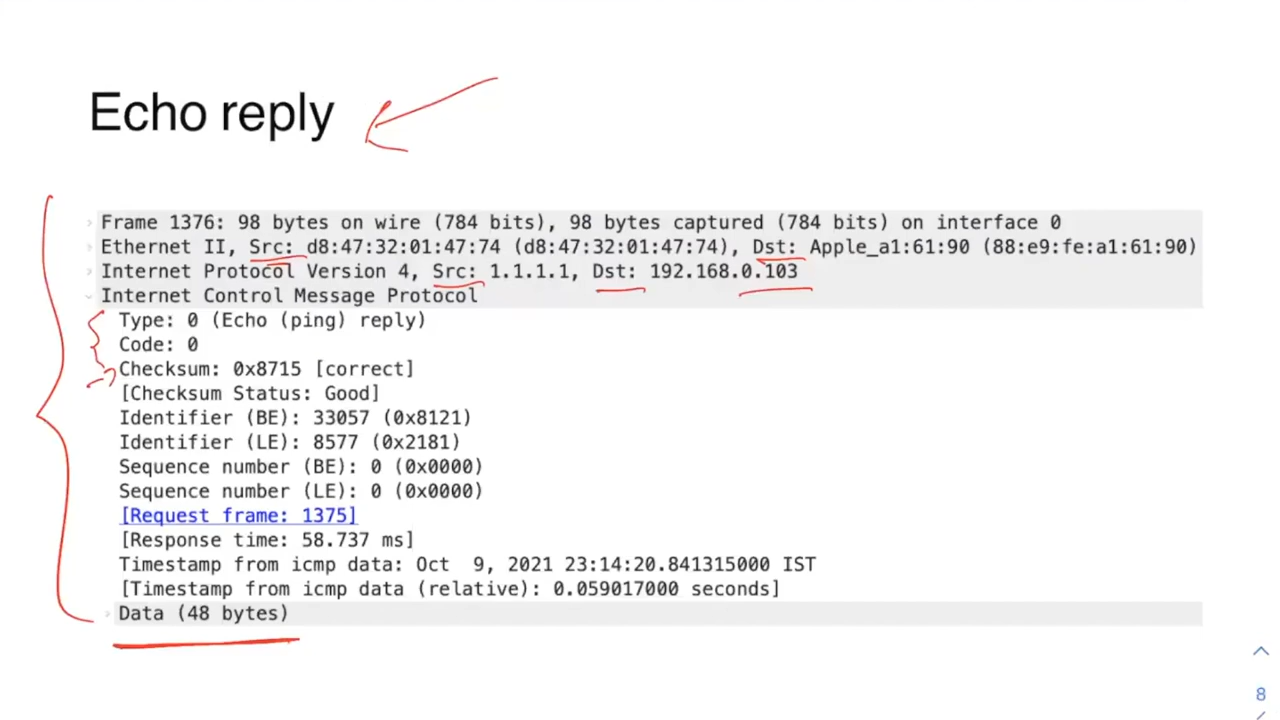 Echo reply
Frame 1376: 98 bytes on wire (784 bits), 98 bytes captured (784 bits) on interface 0
Ethernet II, Src: d8:47:32:01:47:74 (d8:47:32:01:47:74), Dst: Apple_a1:61:90 (88:e9:fe:a1:61:90)
Internet Protocol Version 4, Src: 1.1.1.1, Dst: 192.168.0.103
Internet Control Message Protocol
Type: 0 (Echo (ping) reply)
Code: 0
Checksum: 0x8715 [correct]
[Checksum Status: Good]
Identifier (BE): 33057 (0x8121)
Identifier (LE): 8577 (0x2181)
Sequence number (BE): 0 (0x0000)
Sequence number (LE): 0 (0x0000)
[Request frame: 1375]
[Response time: 58.737 ms]
Timestamp from icmp data: Oct  9, 2021 23:14:20.841315000 IST
[Timestamp from icmp data (relative): 0.059017000 seconds]
Data (48 bytes)
8